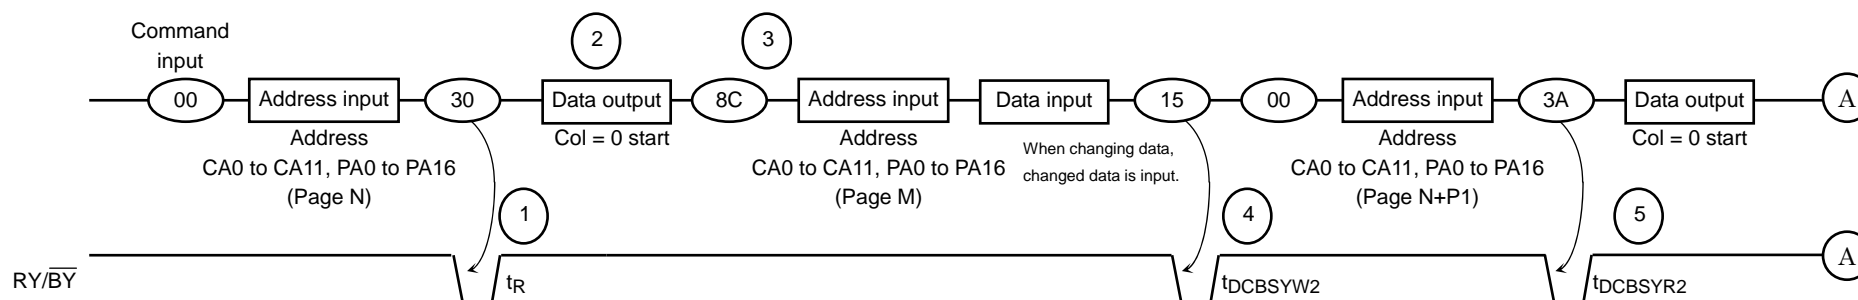 Command
input
2
3
00
Address input
30
Data output
8C
Address input
Data input
15
00
Address input
3A
Data output
A
Address
CA0 to CA11, PA0 to PA16
(Page N)
Col = 0 start
Address
CA0 to CA11, PA0 to PA16
(Page M)
When changing data,
changed data is input.
Address
CA0 to CA11, PA0 to PA16
(Page N+P1)
Col = 0 start
1
4
5
A
RY/BY
tR
tDCBSYW2
tDCBSYR2